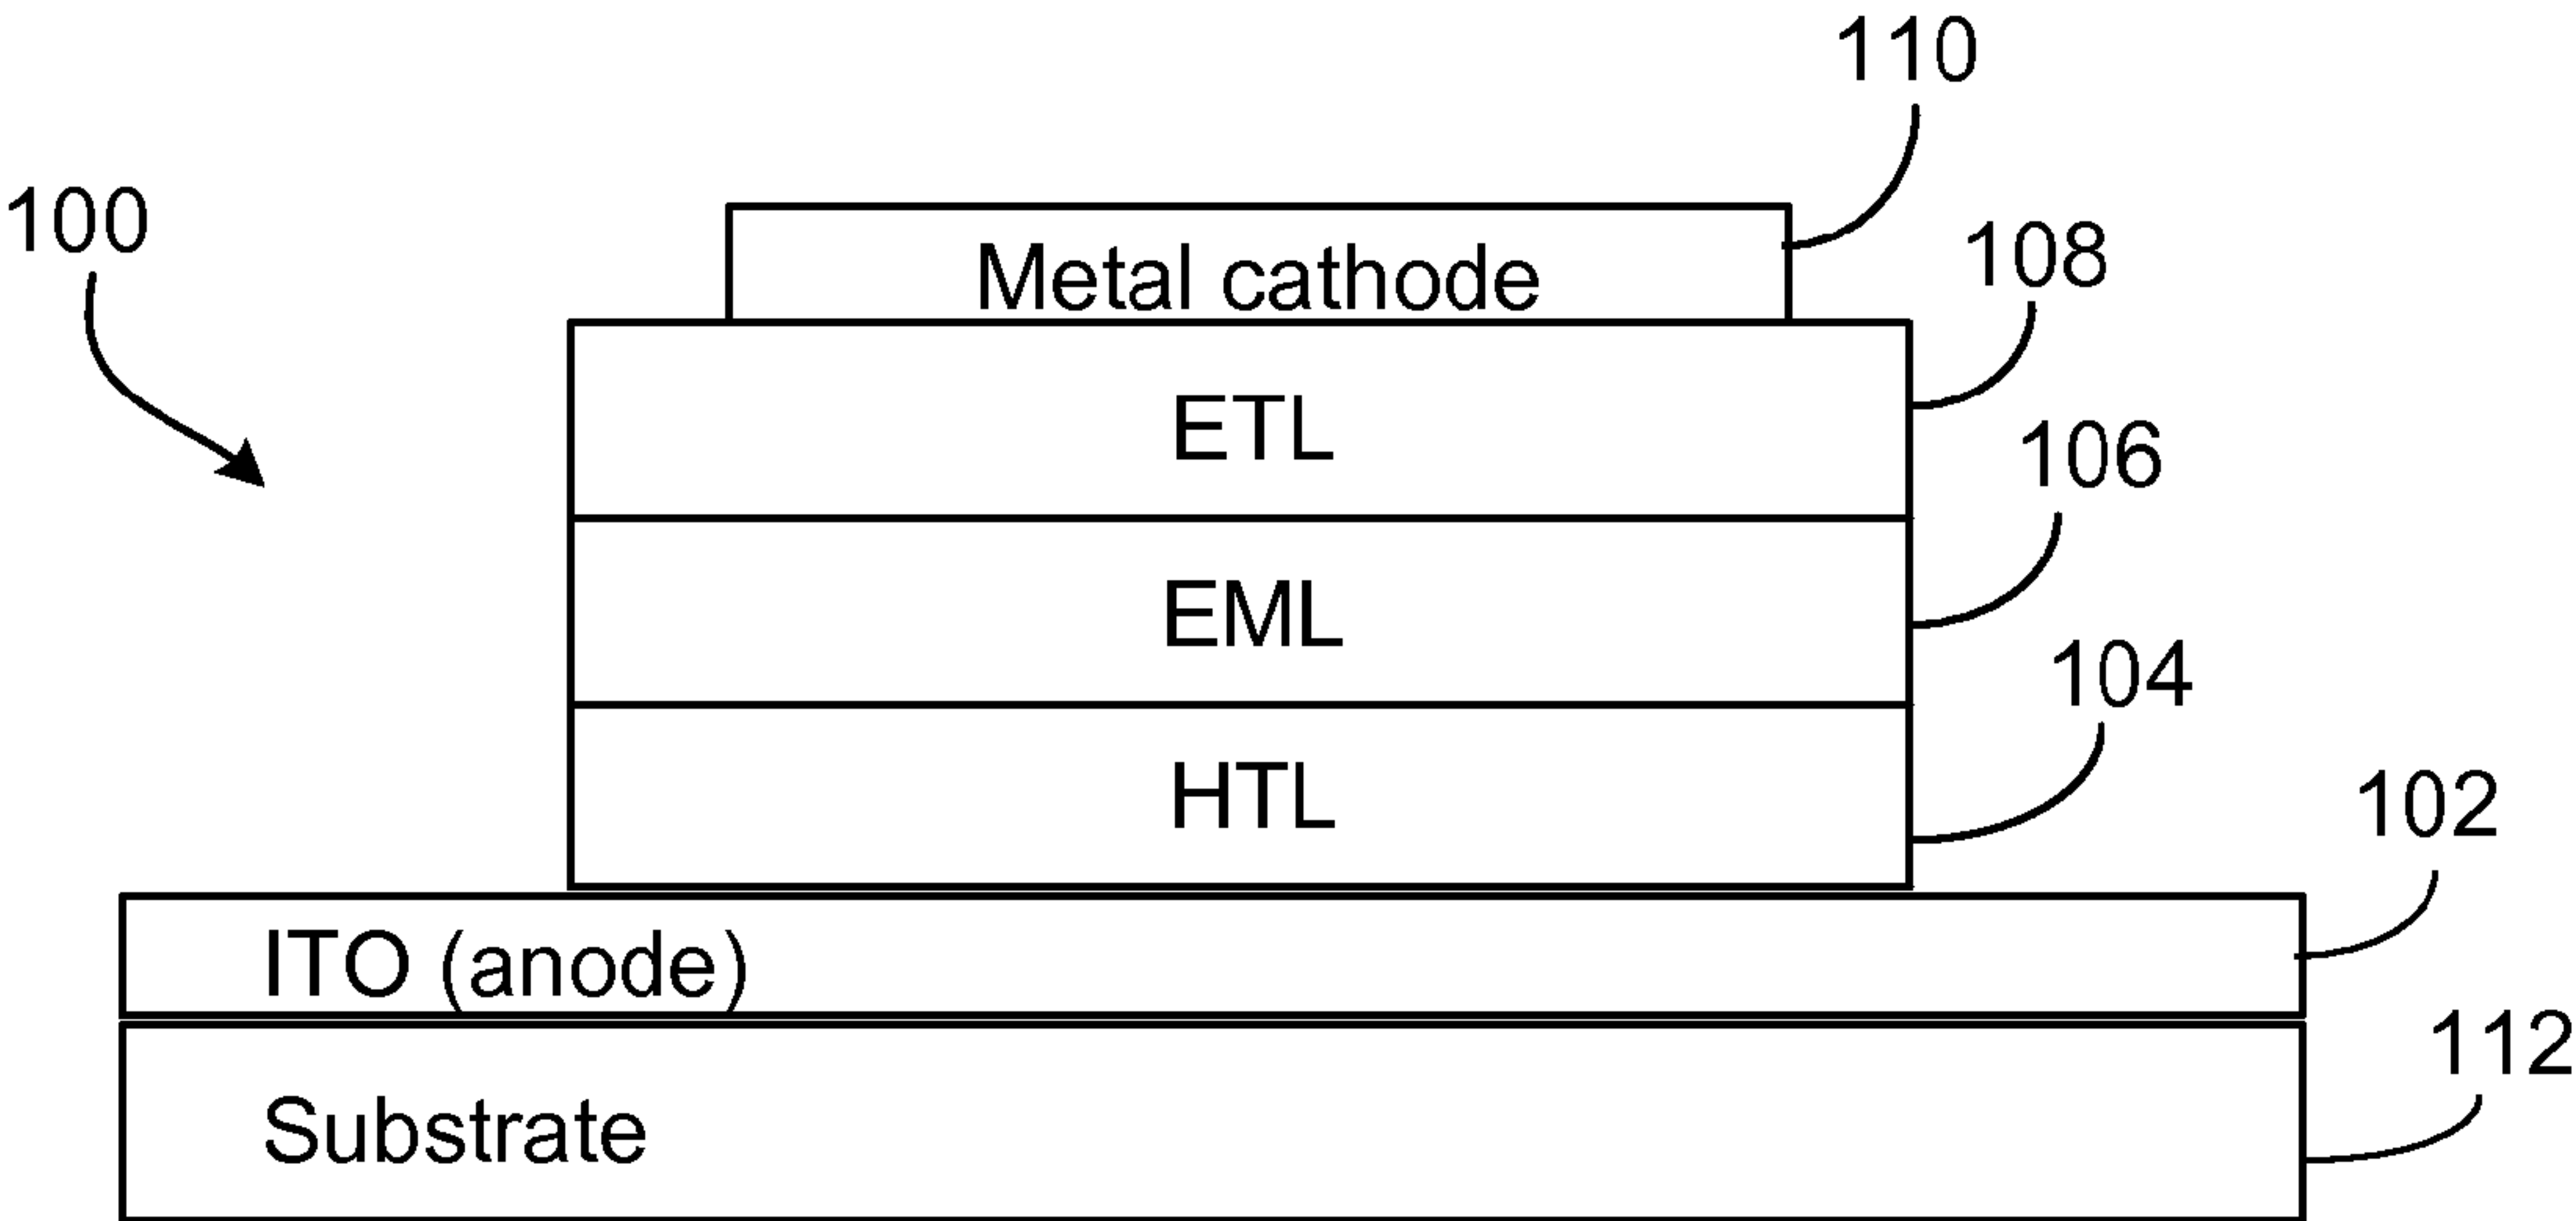 110
100
108
Metal cathode
ETL
106
EML
104
HTL
102
ITO (anode)
112
Substrate